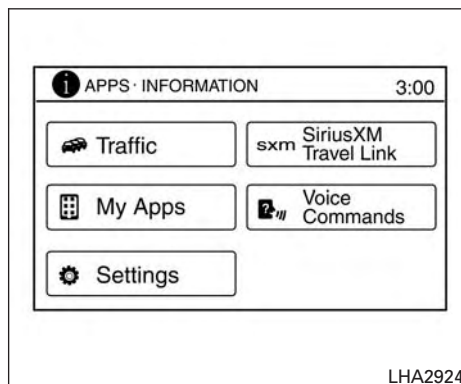 i APPS · INFORMATION 3:00
Traffic
sxm SiriusXM
Travel Link
My Apps
? Voice
Commands
Settings
LHA2924